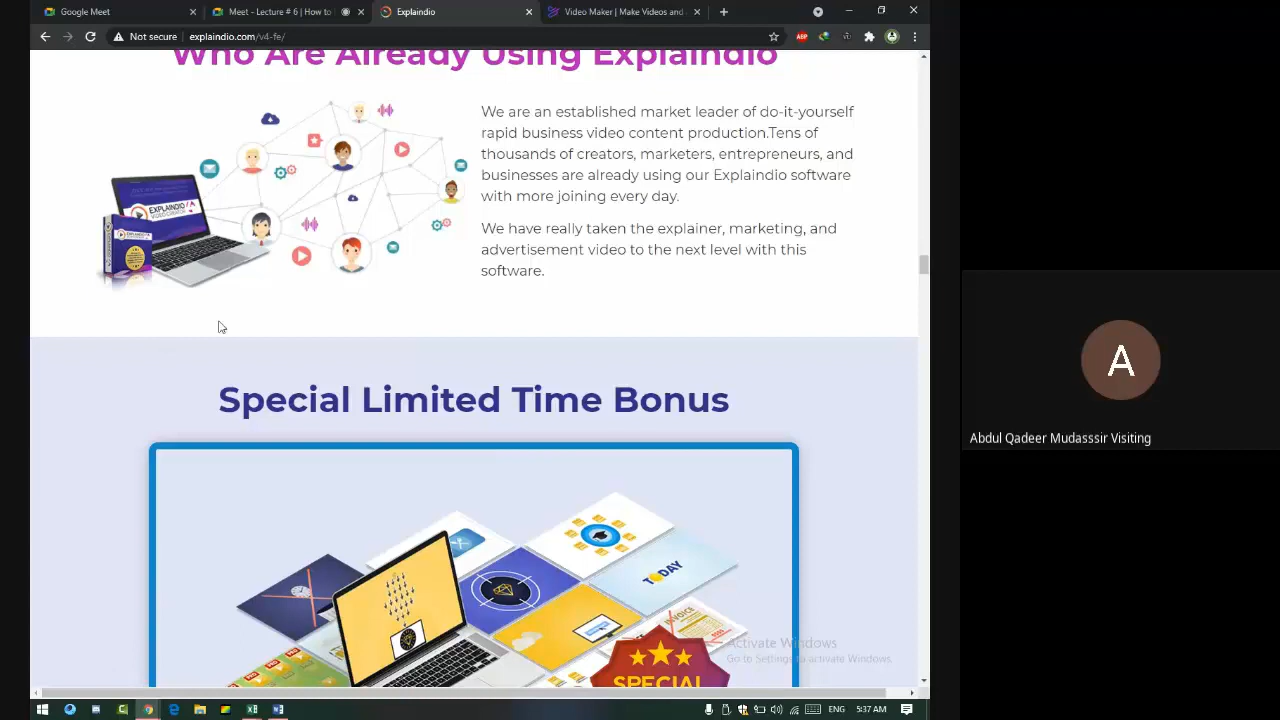 Google Meet
Meet - Lecture # 6 | How to
Explaindio
Video Maker | Make Videos and
Not secure
explaindio.com/v4-fe/
ABP
Who Are Already Using Explaindio
We are an established market leader of do-it-yourself
rapid business video content production.Tens of
thousands of creators, marketers, entrepreneurs, and
businesses are already using our Explaindio software
with more joining every day.
We have really taken the explainer, marketing, and
advertisement video to the next level with this
software.
EXPLAINDIO
VIDEO CREATOR
Special Limited Time Bonus
TODAY
INVOICE
SPECIAL
Activate Windows
Go to Settings to activate Windows.
A
Abdul Qadeer Mudasssir Visiting
ENG
5:37 AM